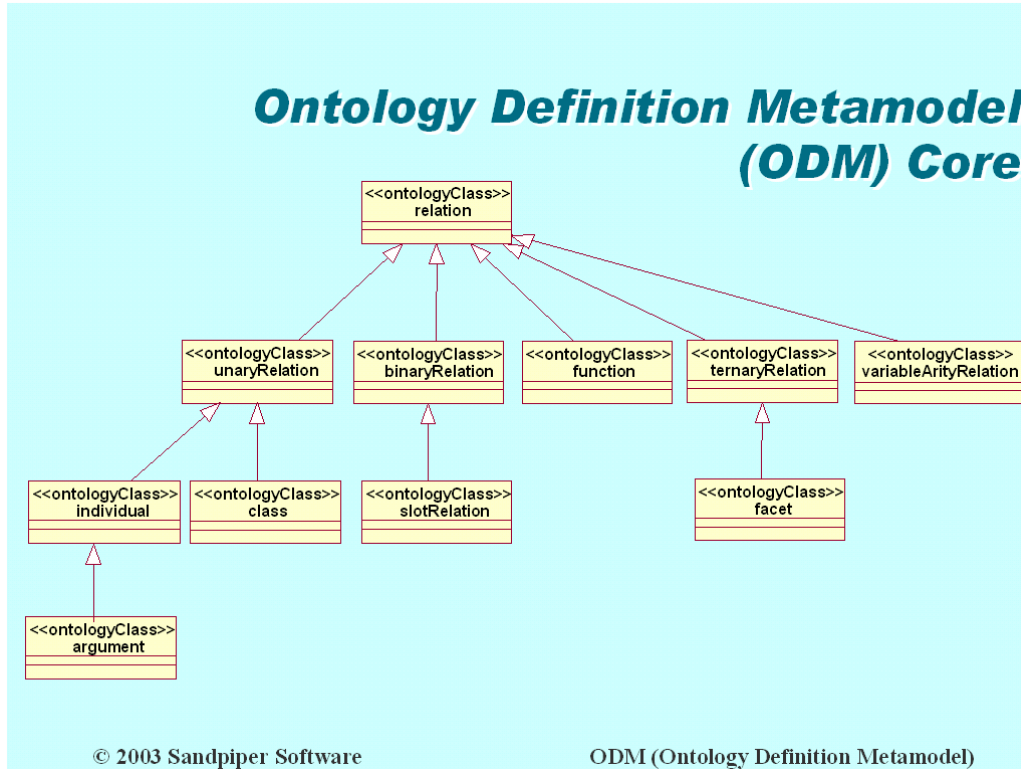 Ontology Definition Metamodel
(ODM) Core
<<ontologyClass>>
relation
<<ontologyClass>>
unaryRelation
<<ontologyClass>>
binaryRelation
<<ontologyClass>>
function
<<ontologyClass>>
ternaryRelation
<<ontologyClass>>
variableArityRelation
<<ontologyClass>>
individual
<<ontologyClass>>
class
<<ontologyClass>>
slotRelation
<<ontologyClass>>
facet
<<ontologyClass>>
argument
© 2003 Sandpiper Software
ODM (Ontology Definition Metamodel)